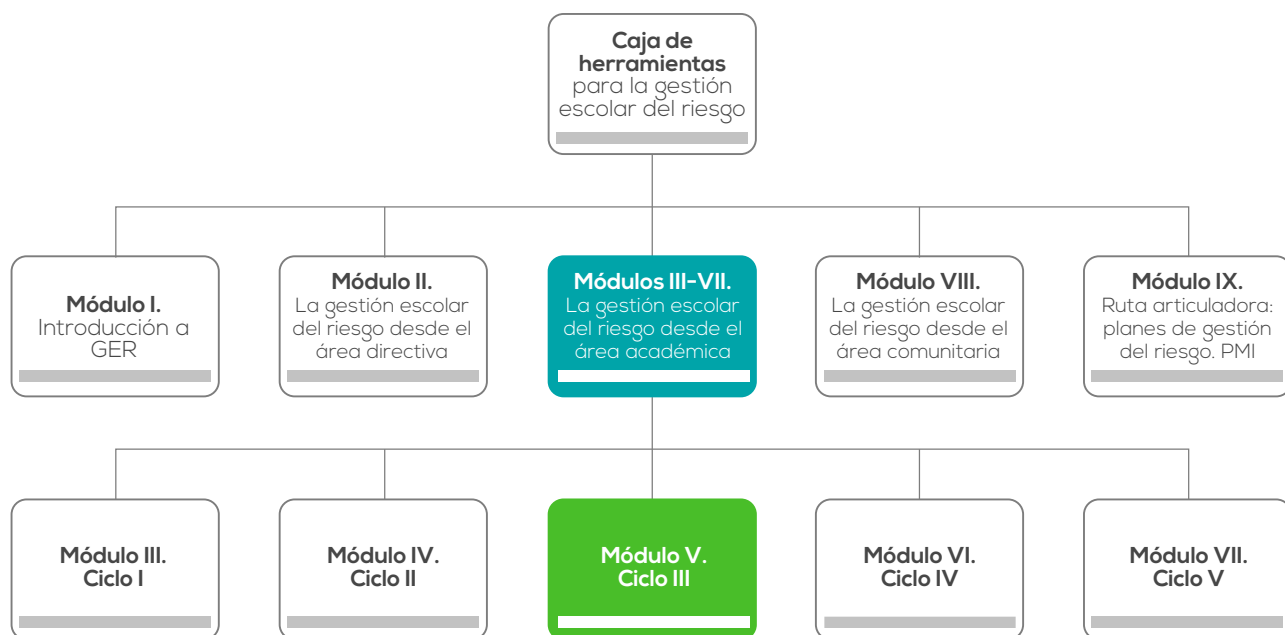 Caja de
herramientas
para la gestión
escolar del riesgo
Módulo I.
Introducción a
GER
Módulo II.
La gestión escolar
del riesgo desde el
área directiva
Módulos III-VII.
La gestión escolar
del riesgo desde el
área académica
Módulo VIII.
La gestión escolar
del riesgo desde el
área comunitaria
Módulo IX.
Ruta articuladora:
planes de gestión
del riesgo. PMI
Módulo III.
Ciclo I
Módulo IV.
Ciclo II
Módulo V.
Ciclo III
Módulo VI.
Ciclo IV
Módulo VII.
Ciclo V